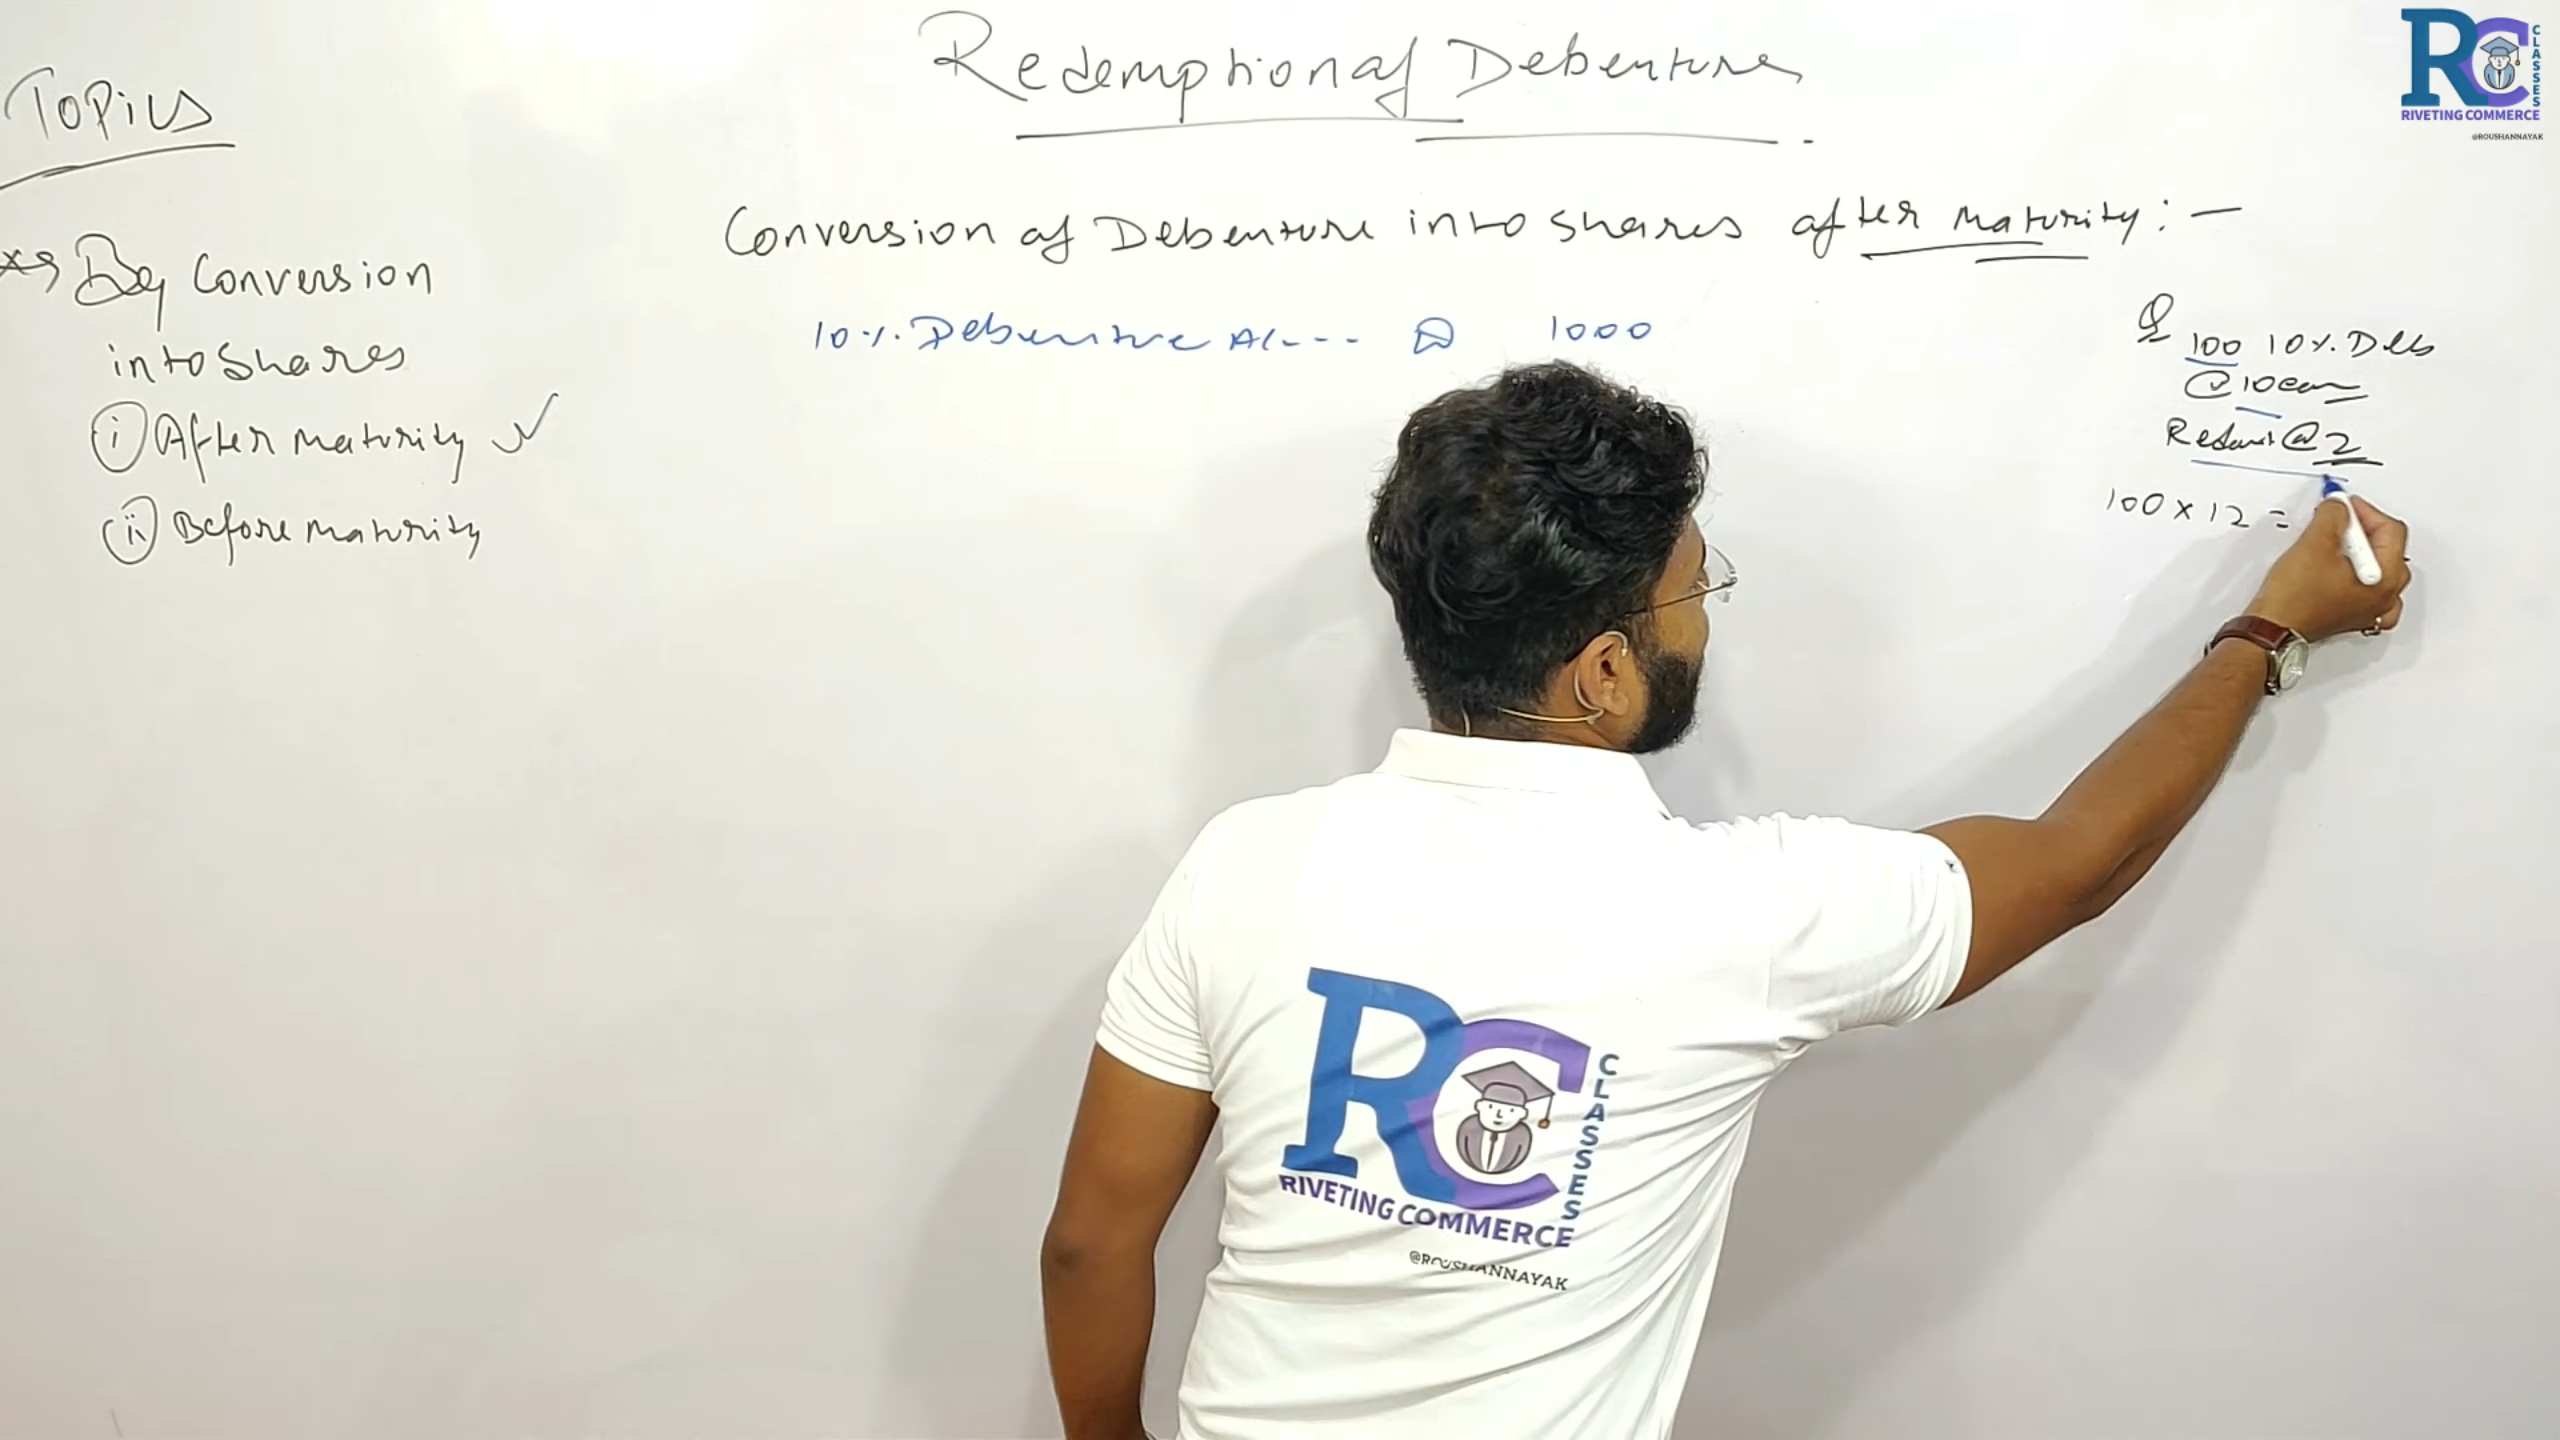 Redemption of Debenture
Topics
Conversion of Debenture into shares after maturity:-
By Conversion
into Shares
(i) After maturity
(ii) Before maturity
10% Debenture A/c--- 1000
Q 100 10% Debs
@ 10 each
@ 2
100 × 12 =
RC CLASSES
RIVETING COMMERCE
@ROUSHANNAYAK
RC CLASSES
RIVETING COMMERCE
@ROUSHANNAYAK